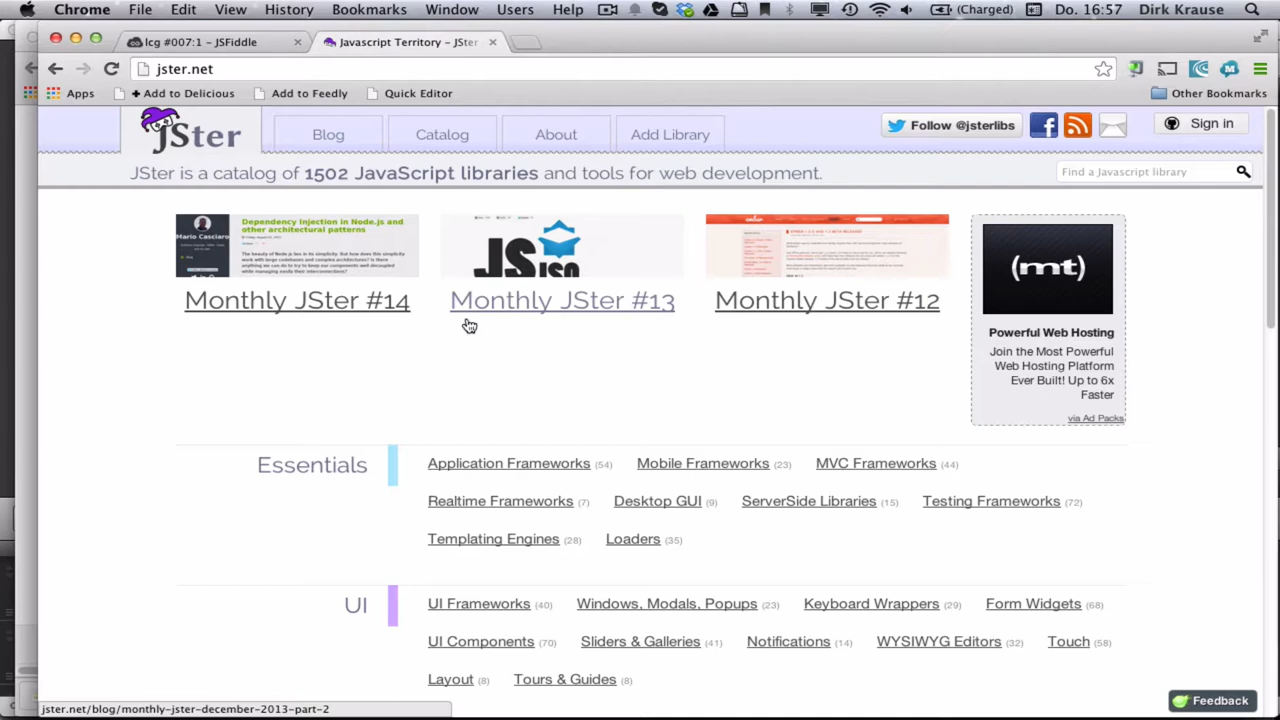 Chrome File Edit View History Bookmarks Window Users Help (Charged) Do. 16:57 Dirk Krause
lcg #007:1 – JSFiddle Javascript Territory – JSter
jster.net
Apps + Add to Delicious Add to Feedly Quick Editor Other Bookmarks
JSter Blog Catalog About Add Library Follow @jsterlibs Sign in
JSter is a catalog of 1502 JavaScript libraries and tools for web development. Find a Javascript library
Mario Casciaro
Dependency Injection in Node.js and
other architectural patterns
Monthly JSter #14 Monthly JSter #13 Monthly JSter #12
(mt)
Powerful Web Hosting
Join the Most Powerful
Web Hosting Platform
Ever Built! Up to 6x
Faster
via Ad Packs
Essentials
Application Frameworks (54) Mobile Frameworks (23) MVC Frameworks (44)
Realtime Frameworks (7) Desktop GUI (9) ServerSide Libraries (15) Testing Frameworks (72)
Templating Engines (28) Loaders (35)
UI
UI Frameworks (40) Windows, Modals, Popups (23) Keyboard Wrappers (29) Form Widgets (68)
UI Components (70) Sliders & Galleries (41) Notifications (14) WYSIWYG Editors (32) Touch (58)
Layout (8) Tours & Guides (8)
jster.net/blog/monthly-jster-december-2013-part-2
Feedback